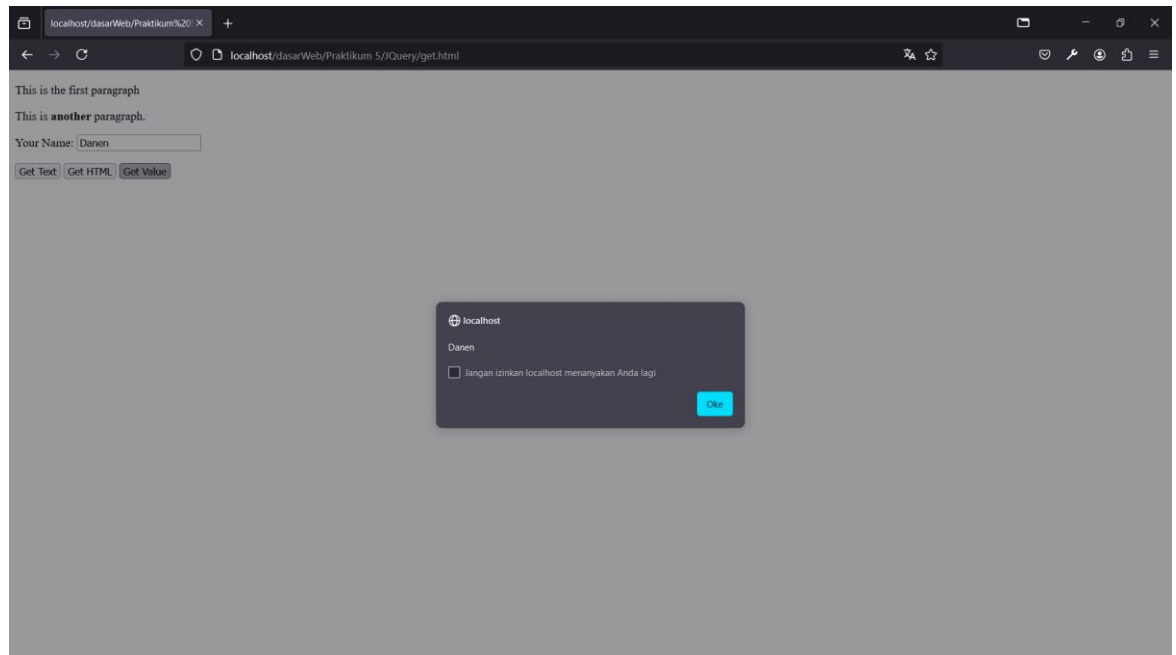 localhost/dasarWeb/Praktikum%20
localhost/dasarWeb/Praktikum 5/JQuery/get.html
This is the first paragraph
This is another paragraph.
Your Name: Danen
Get Text Get HTML Get Value
localhost
Danen
Jangan izinkan localhost menanyakan Anda lagi
Oke